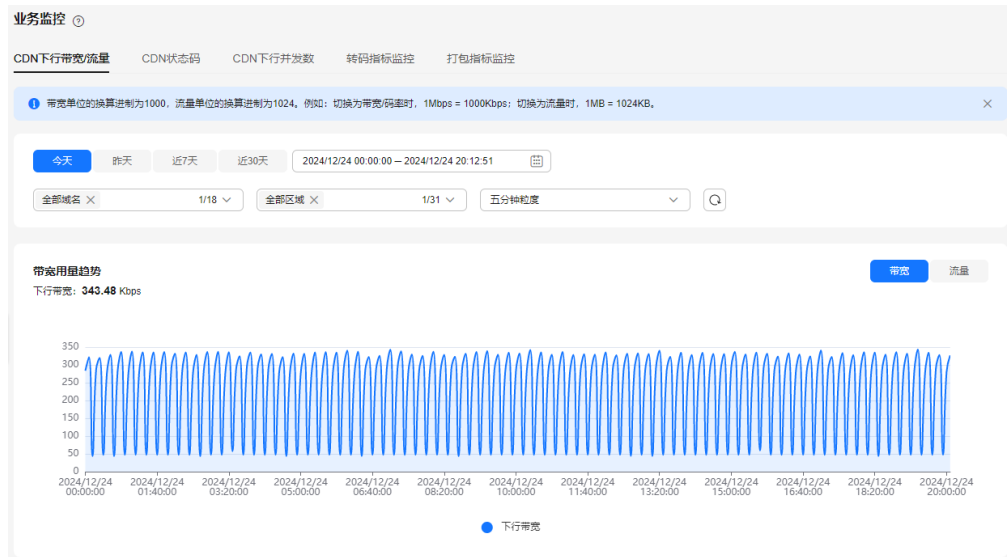 业务监控
CDN下行带宽/流量 CDN状态码 CDN下行并发数 转码指标监控 打包指标监控
带宽单位的换算进制为1000，流量单位的换算进制为1024。例如：切换为带宽/码率时，1Mbps = 1000Kbps；切换为流量时，1MB = 1024KB。
今天 昨天 近7天 近30天 2024/12/24 00:00:00 — 2024/12/24 20:12:51
全部域名 1/18 全部区域 1/31 五分钟粒度
带宽用量趋势 带宽 流量
下行带宽：343.48 Kbps
350
300
250
200
150
100
50
0
2024/12/24 2024/12/24 2024/12/24 2024/12/24 2024/12/24 2024/12/24 2024/12/24 2024/12/24 2024/12/24 2024/12/24 2024/12/24 2024/12/24 2024/12/24
00:00:00 01:40:00 03:20:00 05:00:00 06:40:00 08:20:00 10:00:00 11:40:00 13:20:00 15:00:00 16:40:00 18:20:00 20:00:00
下行带宽